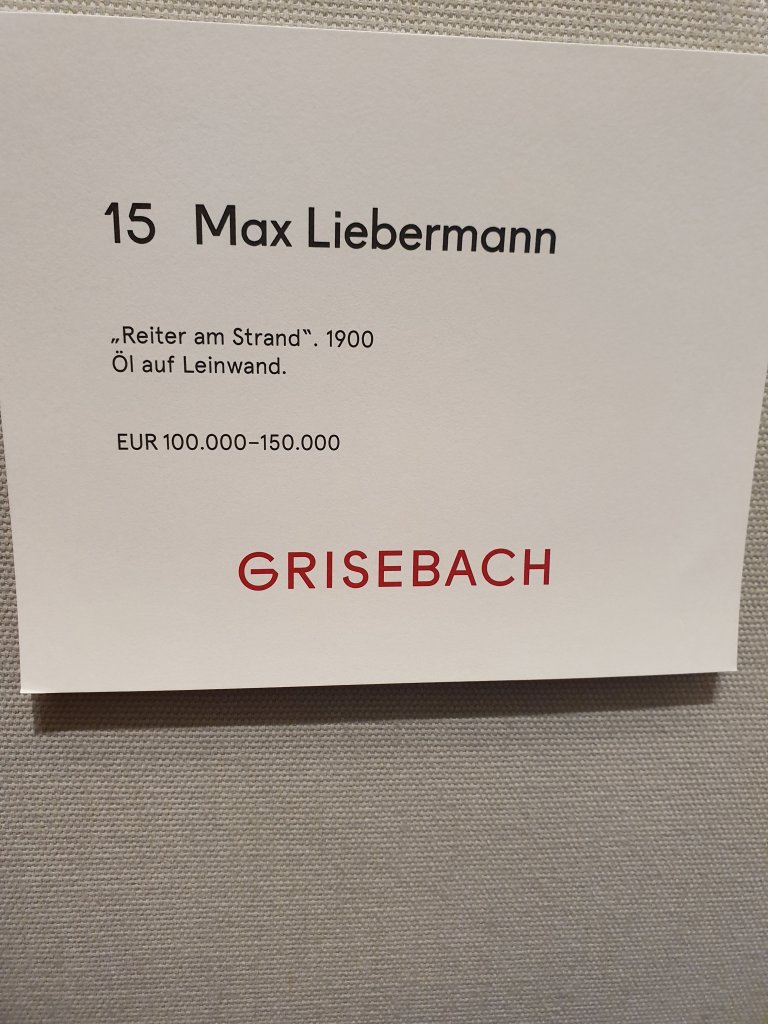 15 Max Liebermann
„Reiter am Strand“. 1900
Öl auf Leinwand.
EUR 100.000–150.000
GRISEBACH